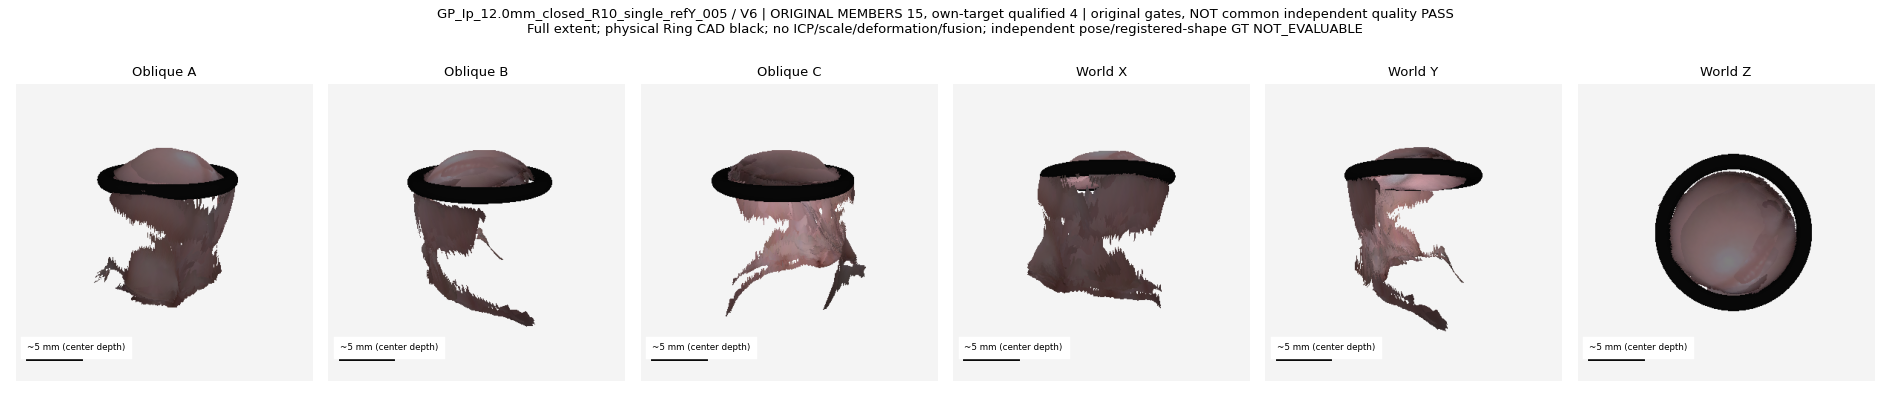 GP_Ip_12.0mm_closed_R10_single_refY_005 / V6 | ORIGINAL MEMBERS 15, own-target qualified 4 | original gates, NOT common independent quality PASS
Full extent; physical Ring CAD black; no ICP/scale/deformation/fusion; independent pose/registered-shape GT NOT_EVALUABLE
Oblique A
Oblique B
Oblique C
World X
World Y
World Z
~5 mm (center depth)
~5 mm (center depth)
~5 mm (center depth)
~5 mm (center depth)
~5 mm (center depth)
~5 mm (center depth)